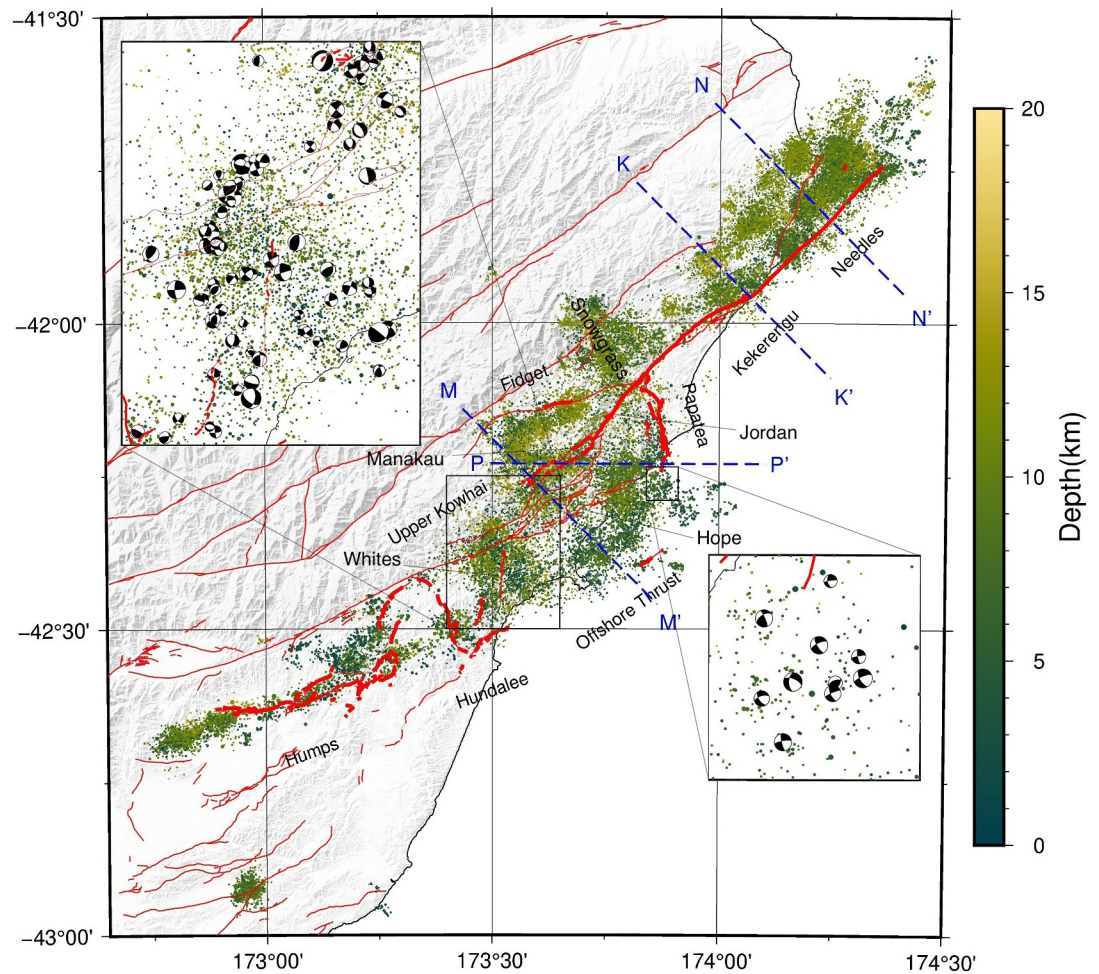 −41°30'
N
K
Needles
N'
−42°00'
Snowgrass
Kekerengu
Fidget
M
K'
Papatea
Jordan
Manakau
P
P'
Upper Kowhai
Hope
Whites
Offshore Thrust
M'
−42°30'
Hundalee
Humps
−43°00'
173°00'
173°30'
174°00'
174°30'
20
15
10
5
0
Depth(km)